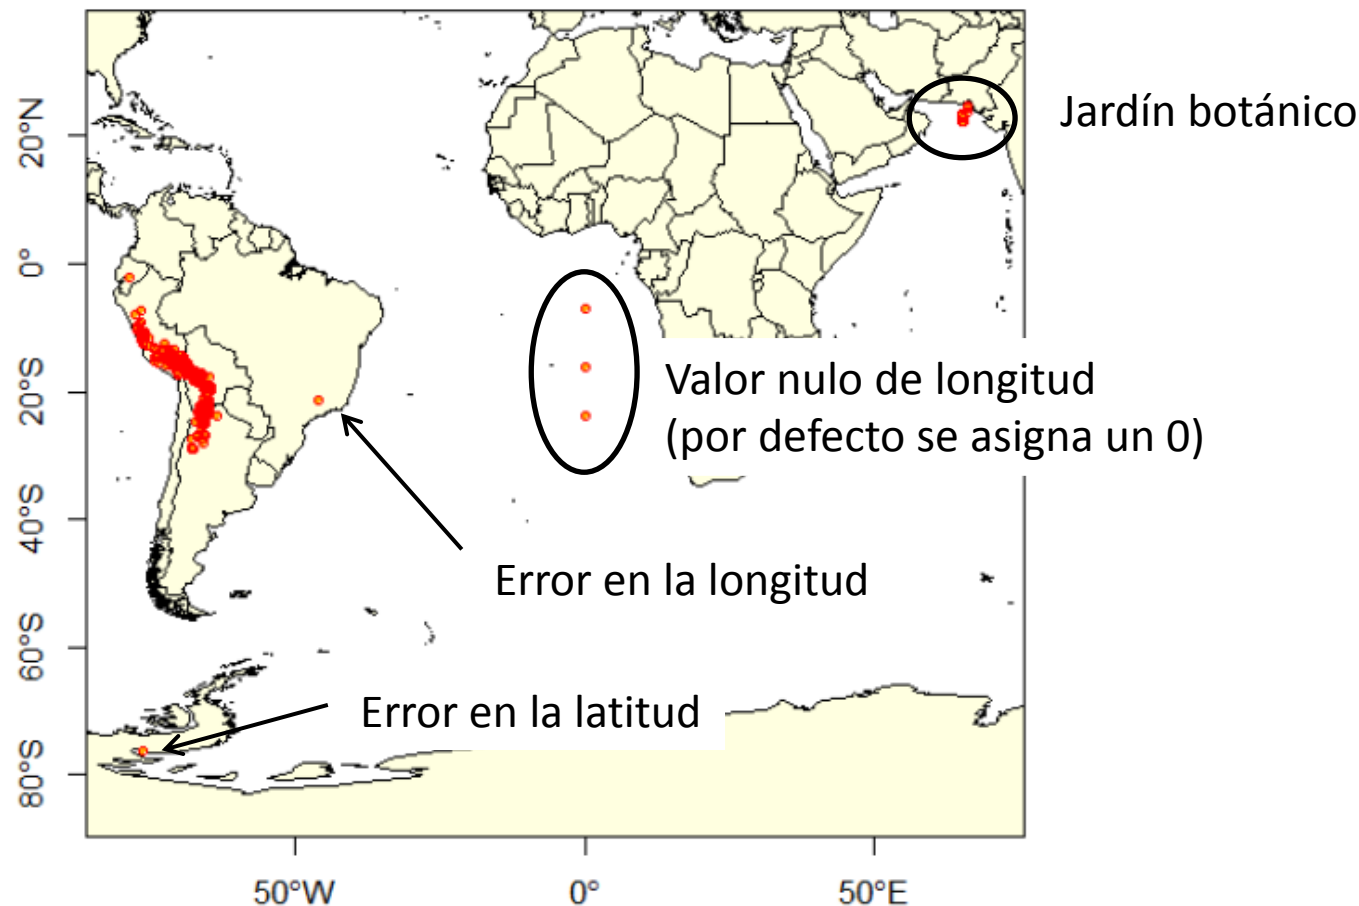 Jardín botánico
20°N
0°
20°S
40°S
60°S
80°S
Valor nulo de longitud
(por defecto se asigna un 0)
Error en la longitud
Error en la latitud
50°W
0°
50°E